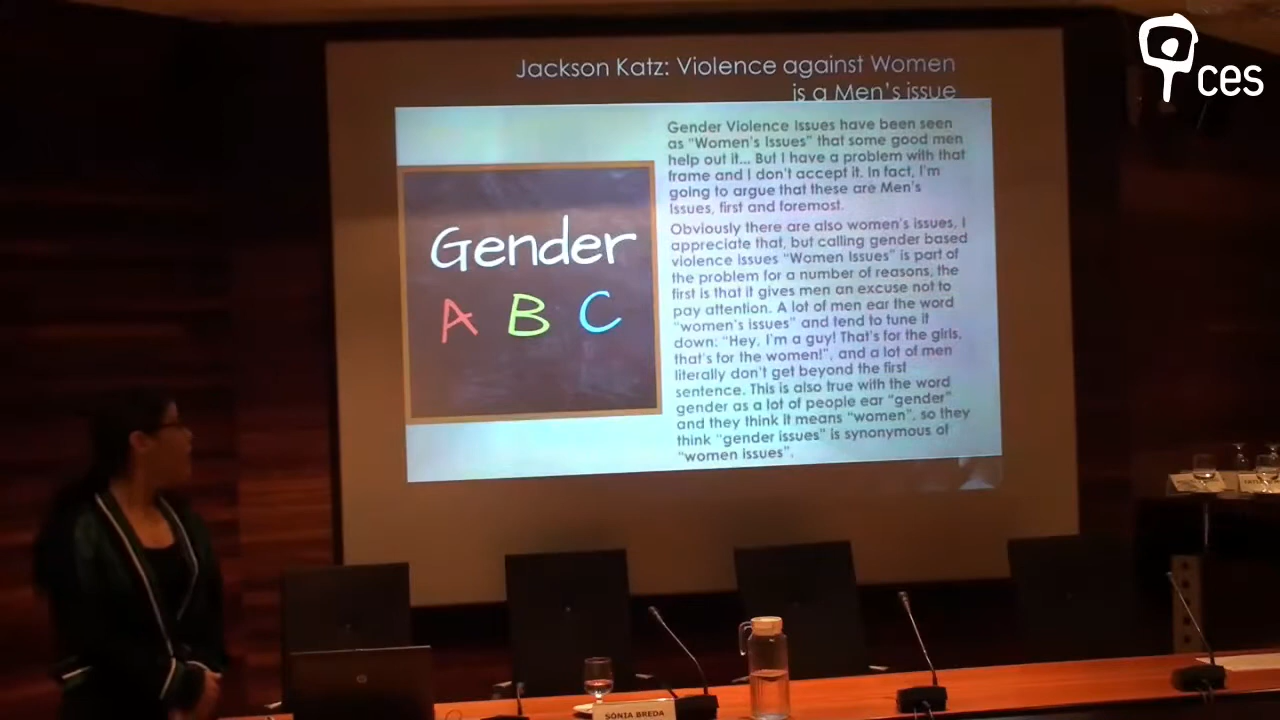 Jackson Katz: Violence against Women
is a Men's issue
ces
Gender Violence Issues have been seen
as "Women's Issues" that some good men
help out it... But I have a problem with that
frame and I don't accept it. In fact, I'm
going to argue that these are Men's
Issues, first and foremost.
Obviously there are also women's issues, I
appreciate that, but calling gender based
violence issues "Women Issues" is part of
the problem for a number of reasons, the
first is that it gives men an excuse not to
pay attention. A lot of men ear the word
"women's issues" and tend to tune it
down: "Hey, I'm a guy! That's for the girls,
that's for the women!", and a lot of men
literally don't get beyond the first
sentence. This is also true with the word
gender as a lot of people ear "gender"
and they think it means "women", so they
think "gender issues" is synonymous of
"women issues".
Gender
A B C
SÓNIA BREDA